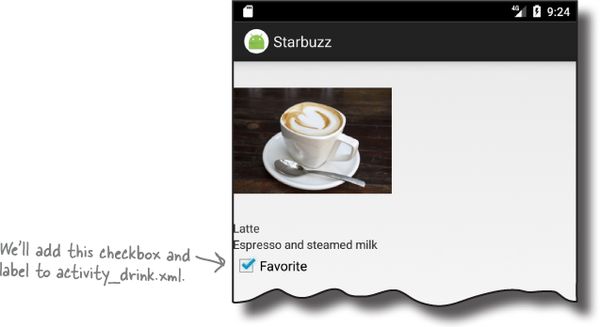 4G 9:24
Starbuzz
Latte
Espresso and steamed milk
We'll add this checkbox and
label to activity_drink.xml.
Favorite